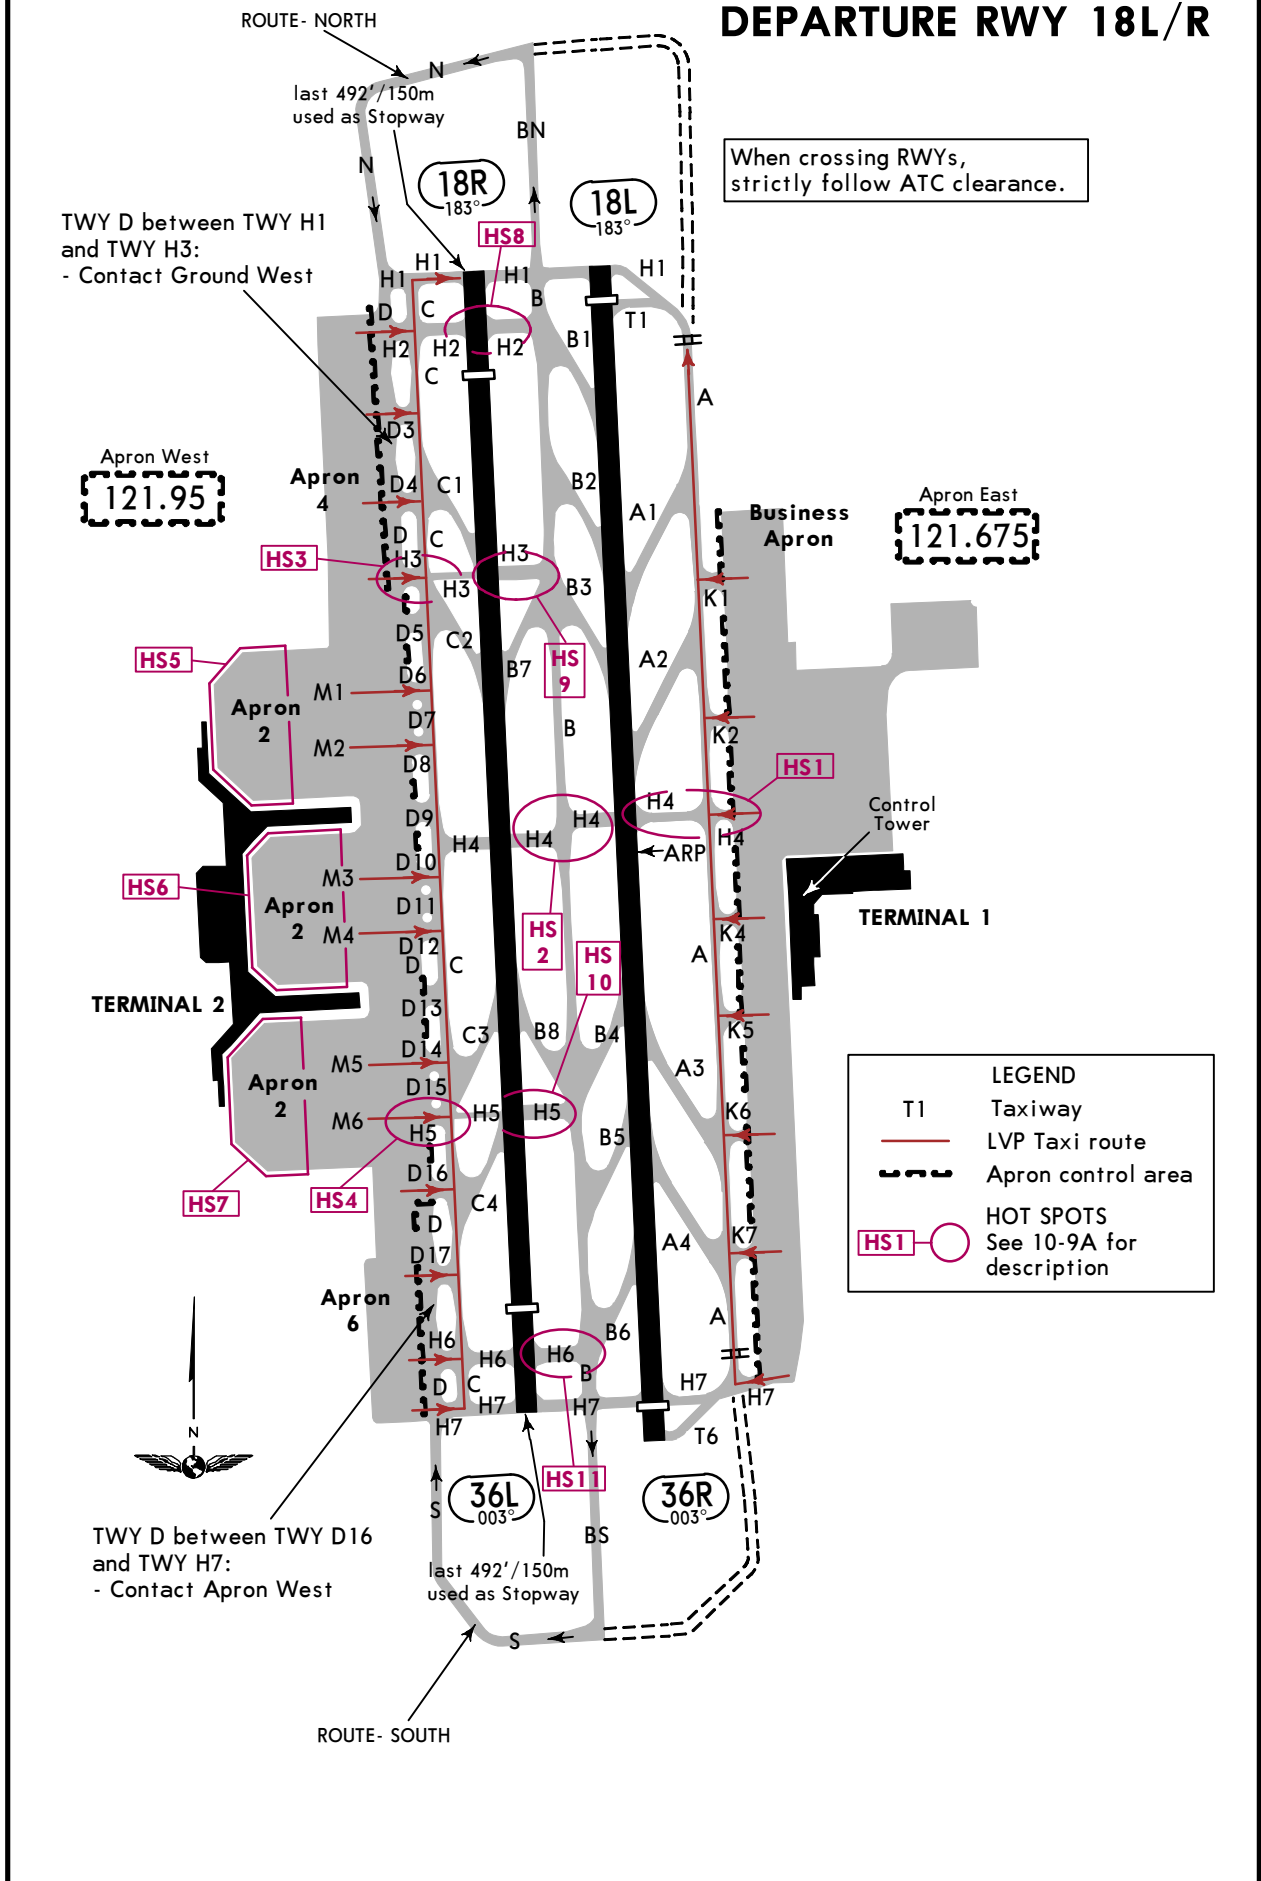 DEPARTURE RWY 18L/R
ROUTE- NORTH
N
last 492'/150m
used as Stopway
BN
N
When crossing RWYs,
strictly follow ATC clearance.
18R
183°
18L
183°
TWY D between TWY H1
and TWY H3:
- Contact Ground West
HS8
H1
H1
H1
H1
D
C
B
T1
B1
H2
H2
H2
C
A
D3
Apron West
121.95
Apron
4
D4
C1
B2
A1
Business
Apron
Apron East
121.675
D
C
HS3
H3
H3
H3
B3
K1
D5
C2
HS5
D6
B7
HS
9
A2
M1
Apron
2
D7
B
K2
M2
D8
HS1
H4
Control
Tower
D9
H4
H4
H4
H4
ARP
D10
HS6
M3
Apron
2
D11
TERMINAL 1
M4
D12
HS
2
K4
D
C
HS
10
A
TERMINAL 2
D13
K5
C3
B8
B4
D14
M5
A3
LEGEND
Apron
2
D15
T1 Taxiway
M6
H5
H5
H5
K6
B5
LVP Taxi route
D16
Apron control area
HS7
HS4
C4
D
HOT SPOTS
HS1
See 10-9A for
description
K7
A4
D17
Apron
6
A
B6
H6
H6
H6
B
D
C
H7
H7
H7
H7
H7
T6
N
HS11
36L
003°
36R
003°
S
TWY D between TWY D16
and TWY H7:
- Contact Apron West
BS
last 492'/150m
used as Stopway
S
ROUTE- SOUTH